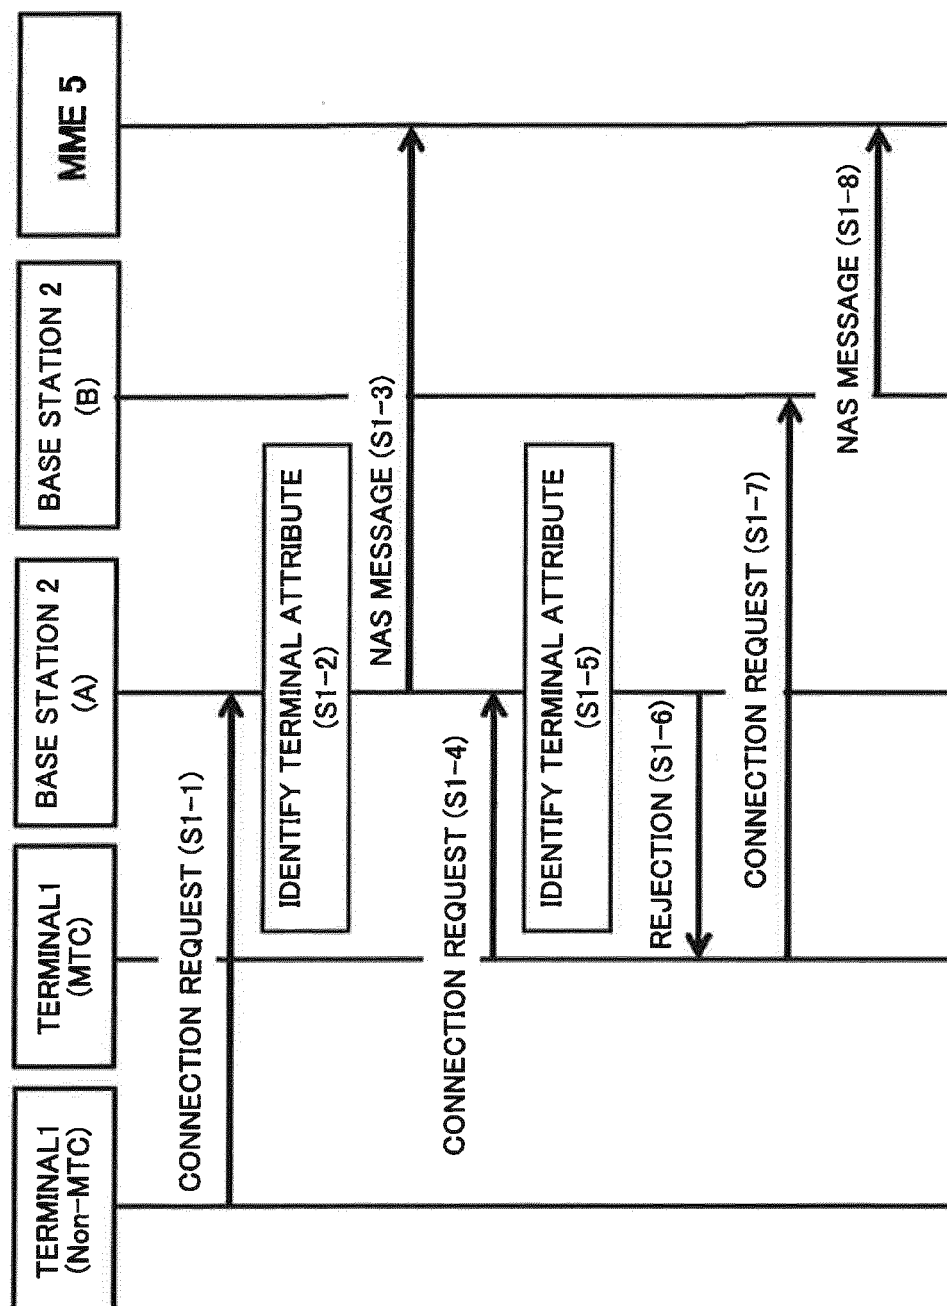 TERMINAL1
(Non-MTC)
TERMINAL1
(MTC)
BASE STATION 2
(A)
BASE STATION 2
(B)
MME 5
CONNECTION REQUEST (S1-1)
IDENTIFY TERMINAL ATTRIBUTE
(S1-2)
NAS MESSAGE (S1-3)
CONNECTION REQUEST (S1-4)
IDENTIFY TERMINAL ATTRIBUTE
(S1-5)
REJECTION (S1-6)
CONNECTION REQUEST (S1-7)
NAS MESSAGE (S1-8)